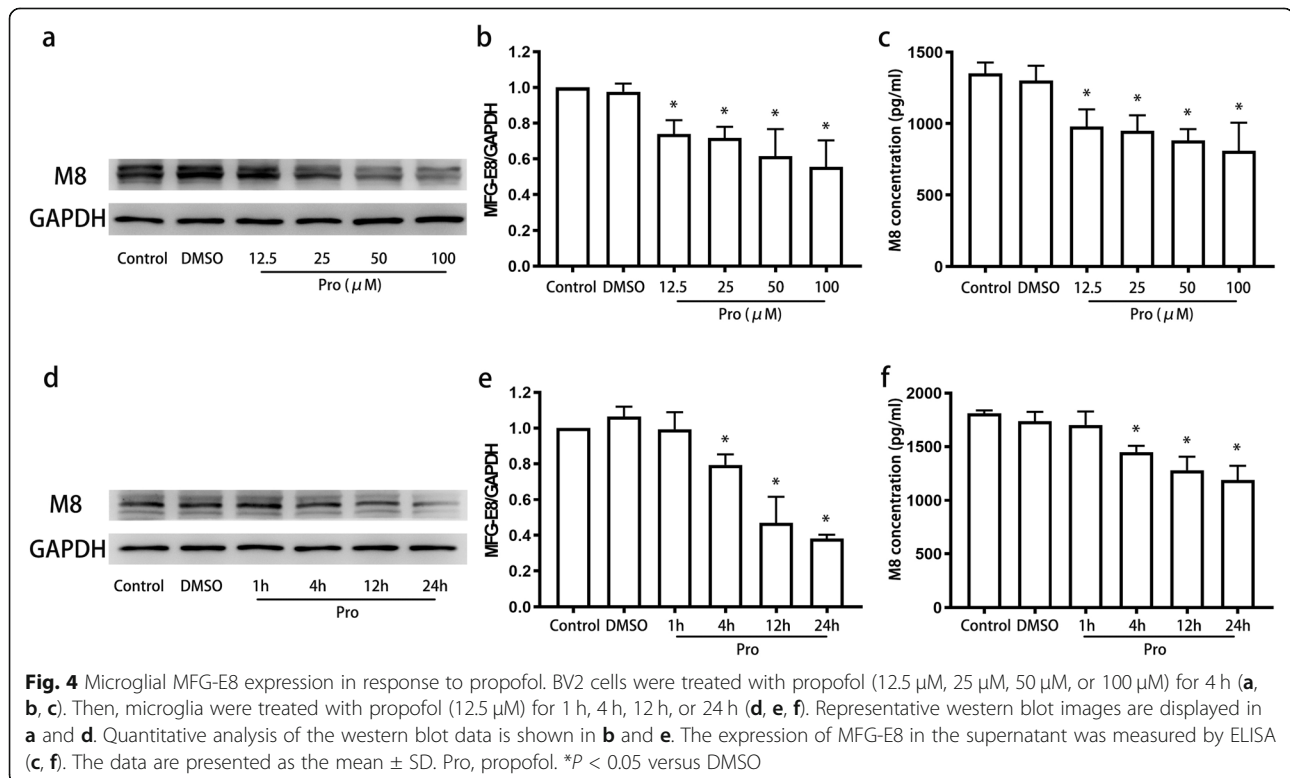 a
M8
GAPDH
Control DMSO 12.5 25 50 100
Pro (μM)
b
MFG-E8/GAPDH
1.2
1.0
0.8
0.6
0.4
0.2
0.0
* * * *
Control DMSO 12.5 25 50 100
Pro (μM)
c
M8 concentration (pg/ml)
1500
1000
500
0
* * * *
Control DMSO 12.5 25 50 100
Pro (μM)
d
M8
GAPDH
Control DMSO 1h 4h 12h 24h
Pro
e
MFG-E8/GAPDH
1.2
1.0
0.8
0.6
0.4
0.2
0.0
* * *
Control DMSO 1h 4h 12h 24h
Pro
f
M8 concentration (pg/ml)
2000
1500
1000
500
0
* * *
Control DMSO 1h 4h 12h 24h
Pro
Fig. 4 Microglial MFG-E8 expression in response to propofol. BV2 cells were treated with propofol (12.5 μM, 25 μM, 50 μM, or 100 μM) for 4 h (a,
b, c). Then, microglia were treated with propofol (12.5 μM) for 1 h, 4 h, 12 h, or 24 h (d, e, f). Representative western blot images are displayed in
a and d. Quantitative analysis of the western blot data is shown in b and e. The expression of MFG-E8 in the supernatant was measured by ELISA
(c, f). The data are presented as the mean ± SD. Pro, propofol. *P < 0.05 versus DMSO